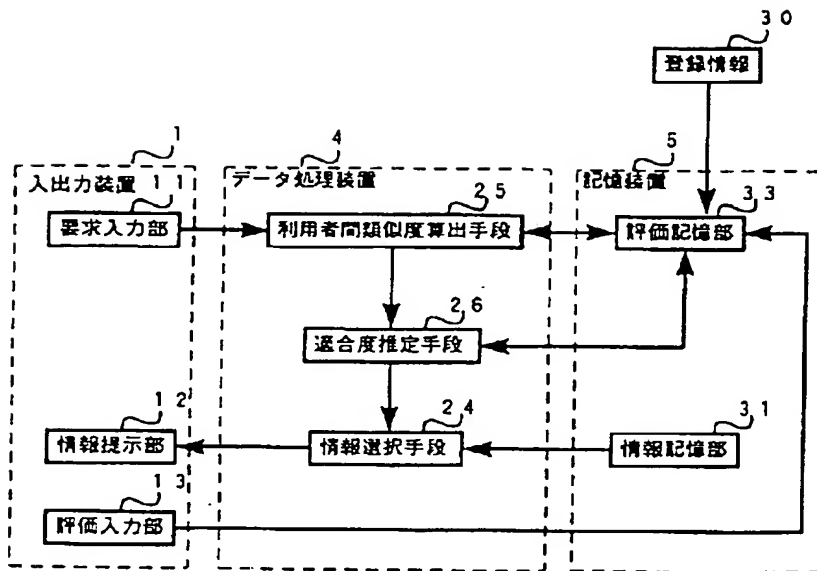 ３０
登録情報
１
４
５
入出力装置
データ処理装置
記憶装置
１１
２５
３３
要求入力部
利用者間類似度算出手段
評価記憶部
２６
適合度推定手段
１２
２４
３１
情報提示部
情報選択手段
情報記憶部
１３
評価入力部